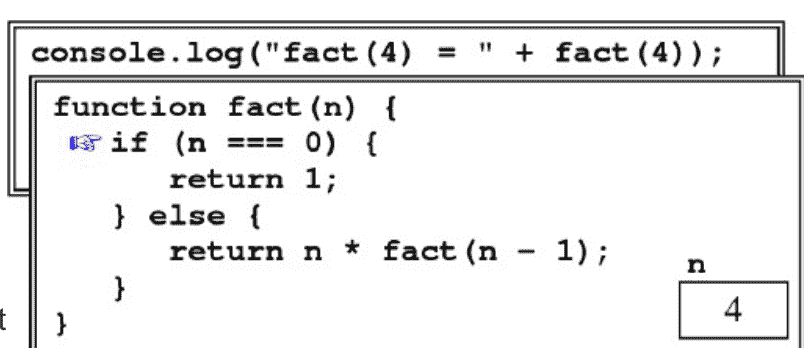 console.log("fact(4) = " + fact(4));
function fact(n) {
if (n === 0) {
return 1;
} else {
return n * fact(n - 1);
}
}
n
4
t